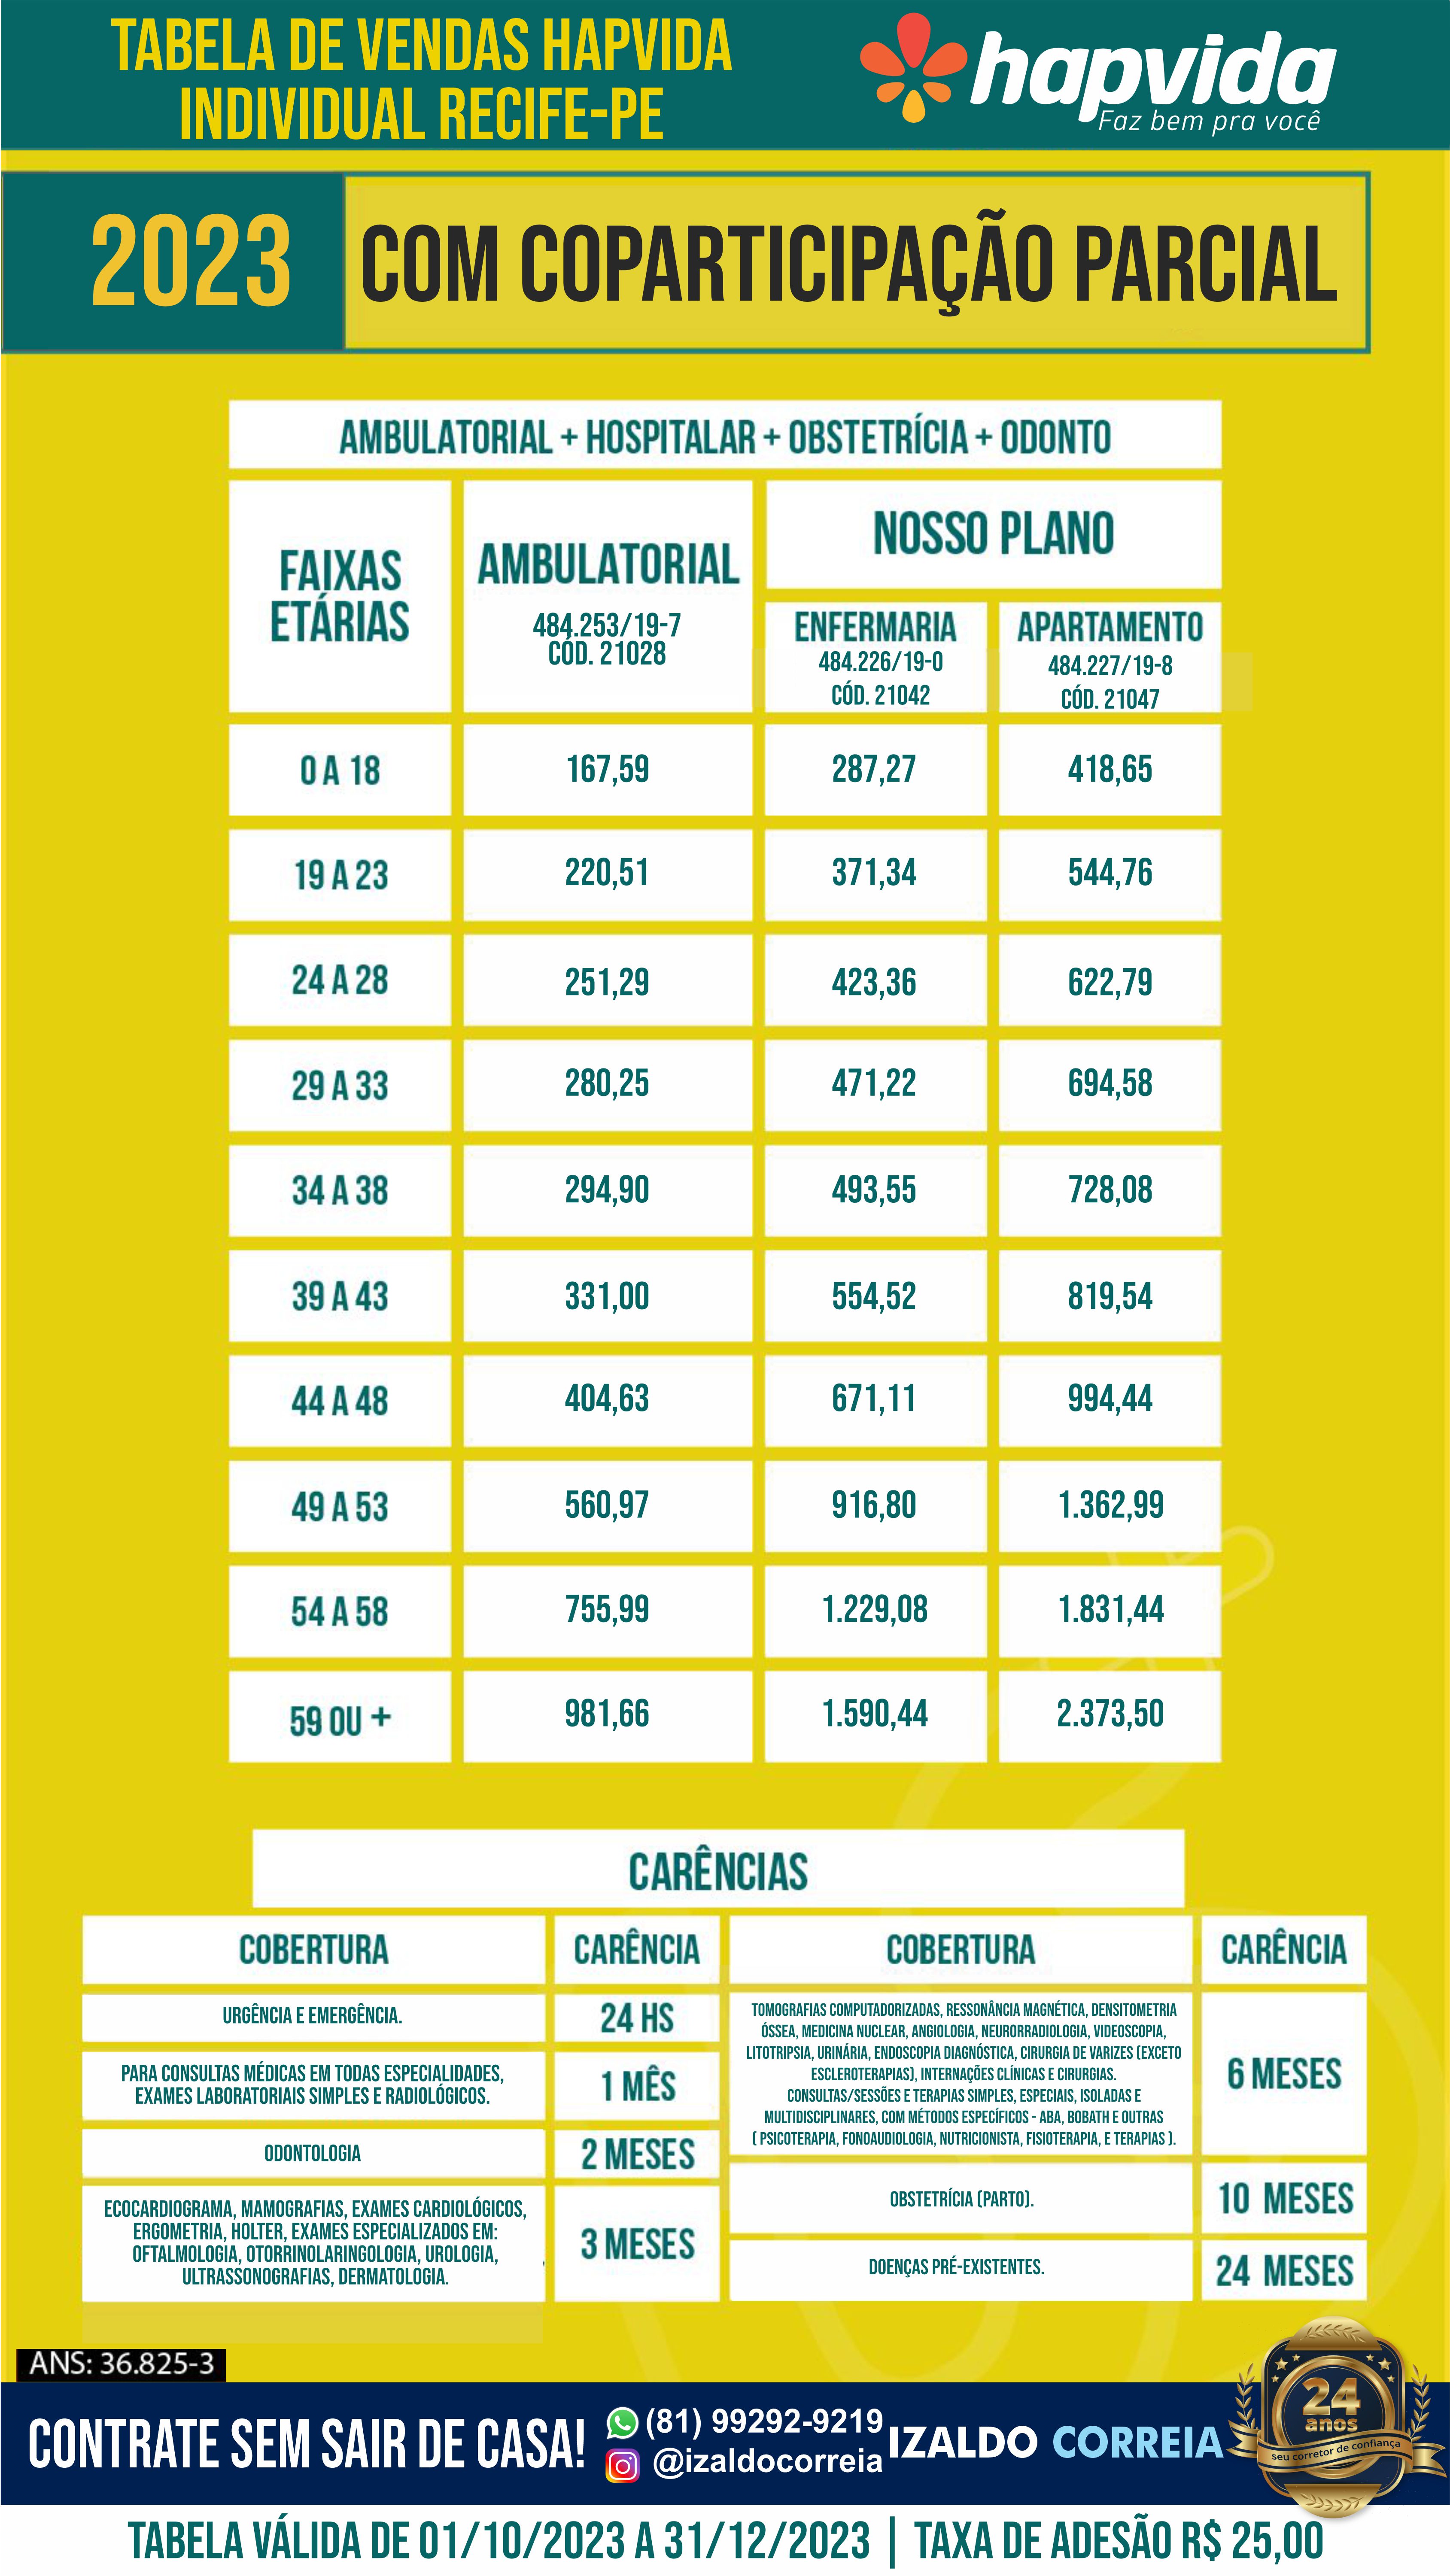 TABELA DE VENDAS HAPVIDA
INDIVIDUAL RECIFE-PE
hapvida
Faz bem pra você
2023
COM COPARTICIPAÇÃO PARCIAL
AMBULATORIAL + HOSPITALAR + OBSTETRÍCIA + ODONTO
FAIXAS
ETÁRIAS
AMBULATORIAL
484.253/19-7
CÓD. 21028
NOSSO PLANO
ENFERMARIA
484.226/19-0
CÓD. 21042
APARTAMENTO
484.227/19-8
CÓD. 21047
0 A 18 167,59 287,27 418,65
19 A 23 220,51 371,34 544,76
24 A 28 251,29 423,36 622,79
29 A 33 280,25 471,22 694,58
34 A 38 294,90 493,55 728,08
39 A 43 331,00 554,52 819,54
44 A 48 404,63 671,11 994,44
49 A 53 560,97 916,80 1.362,99
54 A 58 755,99 1.229,08 1.831,44
59 OU + 981,66 1.590,44 2.373,50
CARÊNCIAS
COBERTURA CARÊNCIA
URGÊNCIA E EMERGÊNCIA.
24 HS
PARA CONSULTAS MÉDICAS EM TODAS ESPECIALIDADES,
EXAMES LABORATORIAIS SIMPLES E RADIOLÓGICOS.
1 MÊS
ODONTOLOGIA
2 MESES
ECOCARDIOGRAMA, MAMOGRAFIAS, EXAMES CARDIOLÓGICOS,
ERGOMETRIA, HOLTER, EXAMES ESPECIALIZADOS EM:
OFTALMOLOGIA, OTORRINOLARINGOLOGIA, UROLOGIA,
ULTRASSONOGRAFIAS, DERMATOLOGIA.
3 MESES
COBERTURA CARÊNCIA
TOMOGRAFIAS COMPUTADORIZADAS, RESSONÂNCIA MAGNÉTICA, DENSITOMETRIA
ÓSSEA, MEDICINA NUCLEAR, ANGIOLOGIA, NEURORRADIOLOGIA, VIDEOSCOPIA,
LITOTRIPSIA, URINÁRIA, ENDOSCOPIA DIAGNÓSTICA, CIRURGIA DE VARIZES (EXCETO
ESCLEROTERAPIAS), INTERNAÇÕES CLÍNICAS E CIRURGIAS.
CONSULTAS/SESSÕES E TERAPIAS SIMPLES, ESPECIAIS, ISOLADAS E
MULTIDISCIPLINARES, COM MÉTODOS ESPECÍFICOS - ABA, BOBATH E OUTRAS
( PSICOTERAPIA, FONOAUDIOLOGIA, NUTRICIONISTA, FISIOTERAPIA, E TERAPIAS ).
6 MESES
OBSTETRÍCIA (PARTO).
10 MESES
DOENÇAS PRÉ-EXISTENTES.
24 MESES
ANS: 36.825-3
CONTRATE SEM SAIR DE CASA!
(81) 99292-9219
@izaldocorreia
IZALDO CORREIA
24
anos
seu corretor de confiança
TABELA VÁLIDA DE 01/10/2023 A 31/12/2023 | TAXA DE ADESÃO R$ 25,00